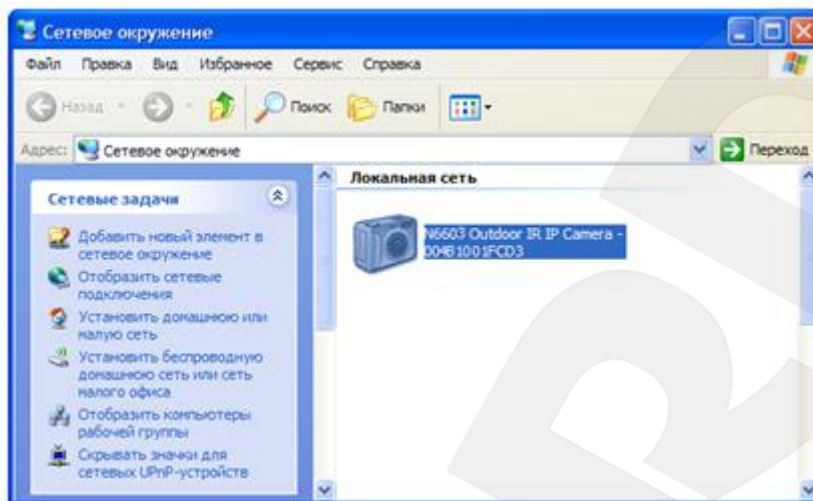 Сетевое окружение
Файл Правка Вид Избранное Сервис Справка
Назад Поиск Папки
Адрес: Сетевое окружение Переход
Сетевые задачи
Добавить новый элемент в
сетевое окружение
Отобразить сетевые
подключения
Установить домашнюю или
малую сеть
Установить беспроводную
домашнюю сеть или сеть
малого офиса
Отобразить компьютеры
рабочей группы
Скрывать значки для
сетевых UPnP-устройств
Локальная сеть
N6603 Outdoor IR IP Camera -
004B1001FCD3